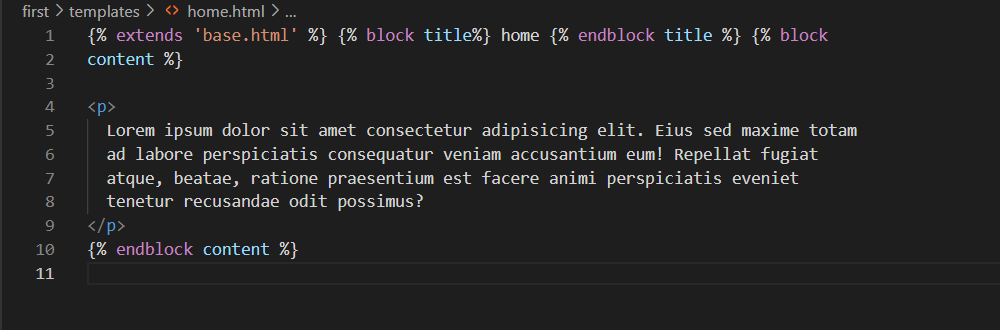 first > templates > <> home.html > ...
1 {% extends 'base.html' %} {% block title%} home {% endblock title %} {% block
2 content %}
3
4 <p>
5 Lorem ipsum dolor sit amet consectetur adipisicing elit. Eius sed maxime totam
6 ad labore perspiciatis consequatur veniam accusantium eum! Repellat fugiat
7 atque, beatae, ratione praesentium est facere animi perspiciatis eveniet
8 tenetur recusandae odit possimus?
9 </p>
10 {% endblock content %}
11